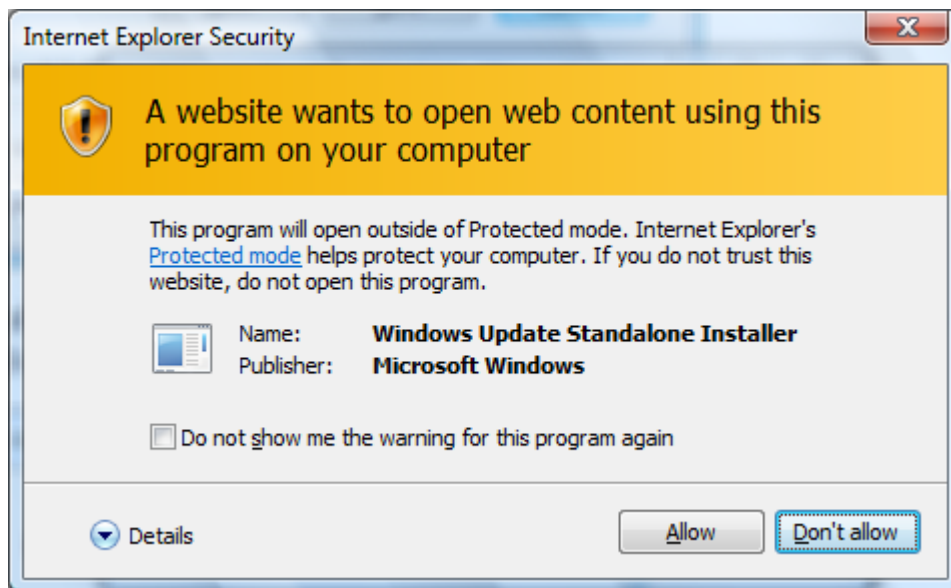 Internet Explorer Security
A website wants to open web content using this
program on your computer
This program will open outside of Protected mode. Internet Explorer's
Protected mode helps protect your computer. If you do not trust this
website, do not open this program.
Name: Windows Update Standalone Installer
Publisher: Microsoft Windows
Do not show me the warning for this program again
Details Allow Don't allow